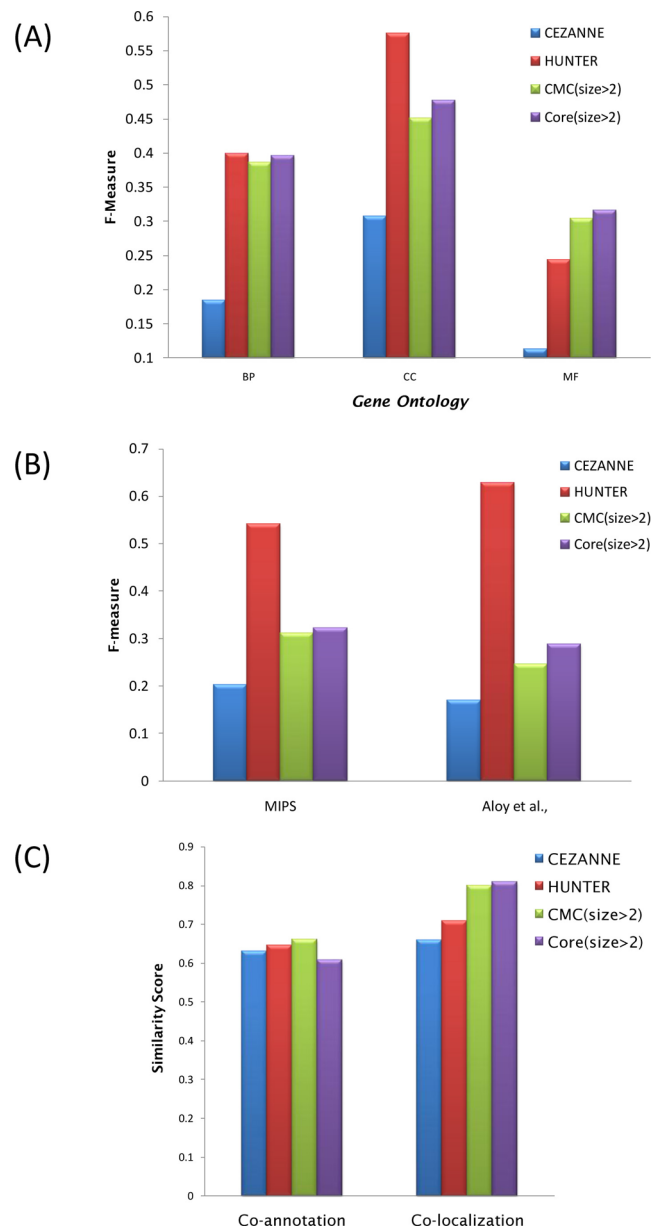 (A)
0.6
0.55
0.5
0.45
0.4
0.35
0.3
0.25
0.2
0.15
0.1
F-Measure
BP
CC
MF
Gene Ontology
CEZANNE
HUNTER
CMC(size>2)
Core(size>2)
(B)
0.7
0.6
0.5
0.4
0.3
0.2
0.1
0
F-measure
MIPS
Aloy et al.,
CEZANNE
HUNTER
CMC(size>2)
Core(size>2)
(C)
0.9
0.8
0.7
0.6
0.5
0.4
0.3
0.2
0.1
0
Similarity Score
Co-annotation
Co-localization
CEZANNE
HUNTER
CMC(size>2)
Core(size>2)